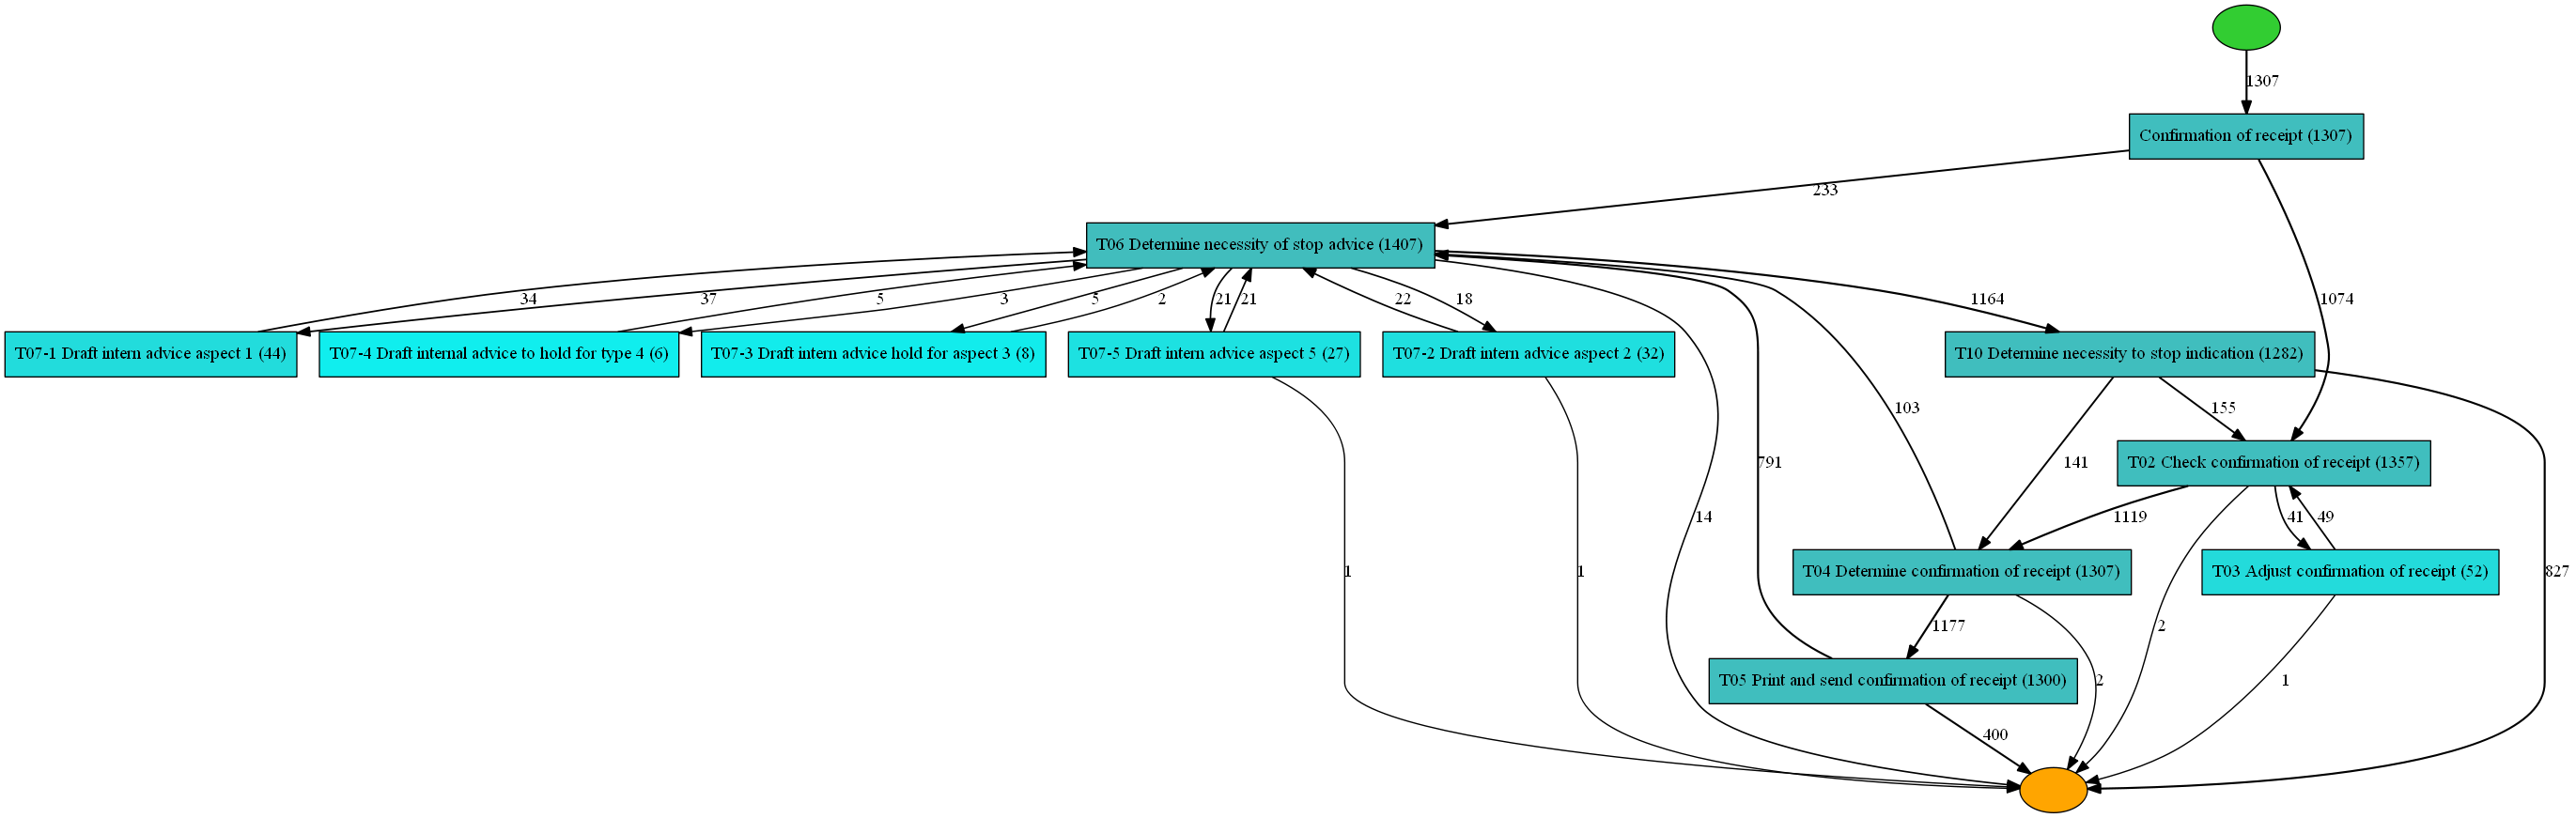 1307
Confirmation of receipt (1307)
233
T06 Determine necessity of stop advice (1407)
34
37
5
3
5
2
21
21
22
18
1164
1074
T07-1 Draft intern advice aspect 1 (44)
T07-4 Draft internal advice to hold for type 4 (6)
T07-3 Draft intern advice hold for aspect 3 (8)
T07-5 Draft intern advice aspect 5 (27)
T07-2 Draft intern advice aspect 2 (32)
T10 Determine necessity to stop indication (1282)
103
155
791
141
T02 Check confirmation of receipt (1357)
14
1119
41
49
1
1
T04 Determine confirmation of receipt (1307)
T03 Adjust confirmation of receipt (52)
827
1177
2
T05 Print and send confirmation of receipt (1300)
2
1
400